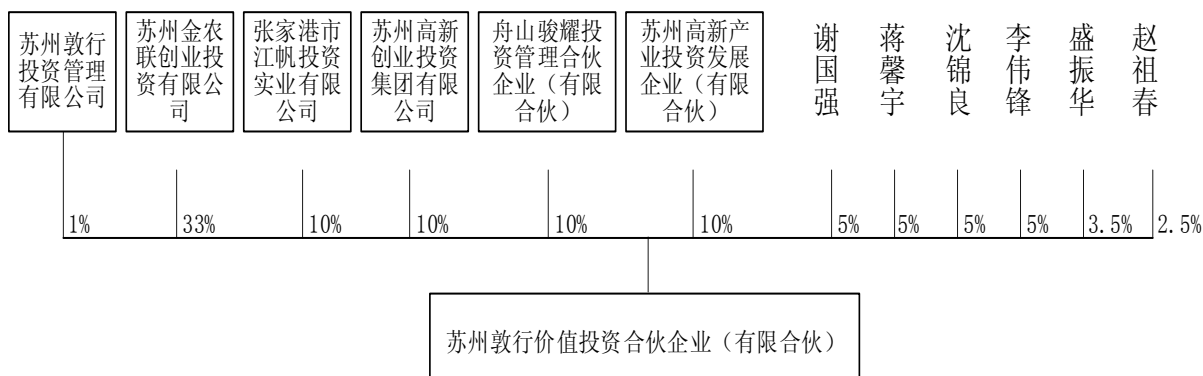 苏州敦行
投资管理
有限公司
苏州金农
联创业投
资有限公
司
张家港市
江帆投资
实业有限
公司
苏州高新
创业投资
集团有限
公司
舟山骏耀投
资管理合伙
企业（有限
合伙）
苏州高新产
业投资发展
企业（有限
合伙）
谢国强
蒋馨宇
沈锦良
李伟锋
盛振华
赵祖春
1%
33%
10%
10%
10%
10%
5%
5%
5%
5%
3.5%
2.5%
苏州敦行价值投资合伙企业（有限合伙）